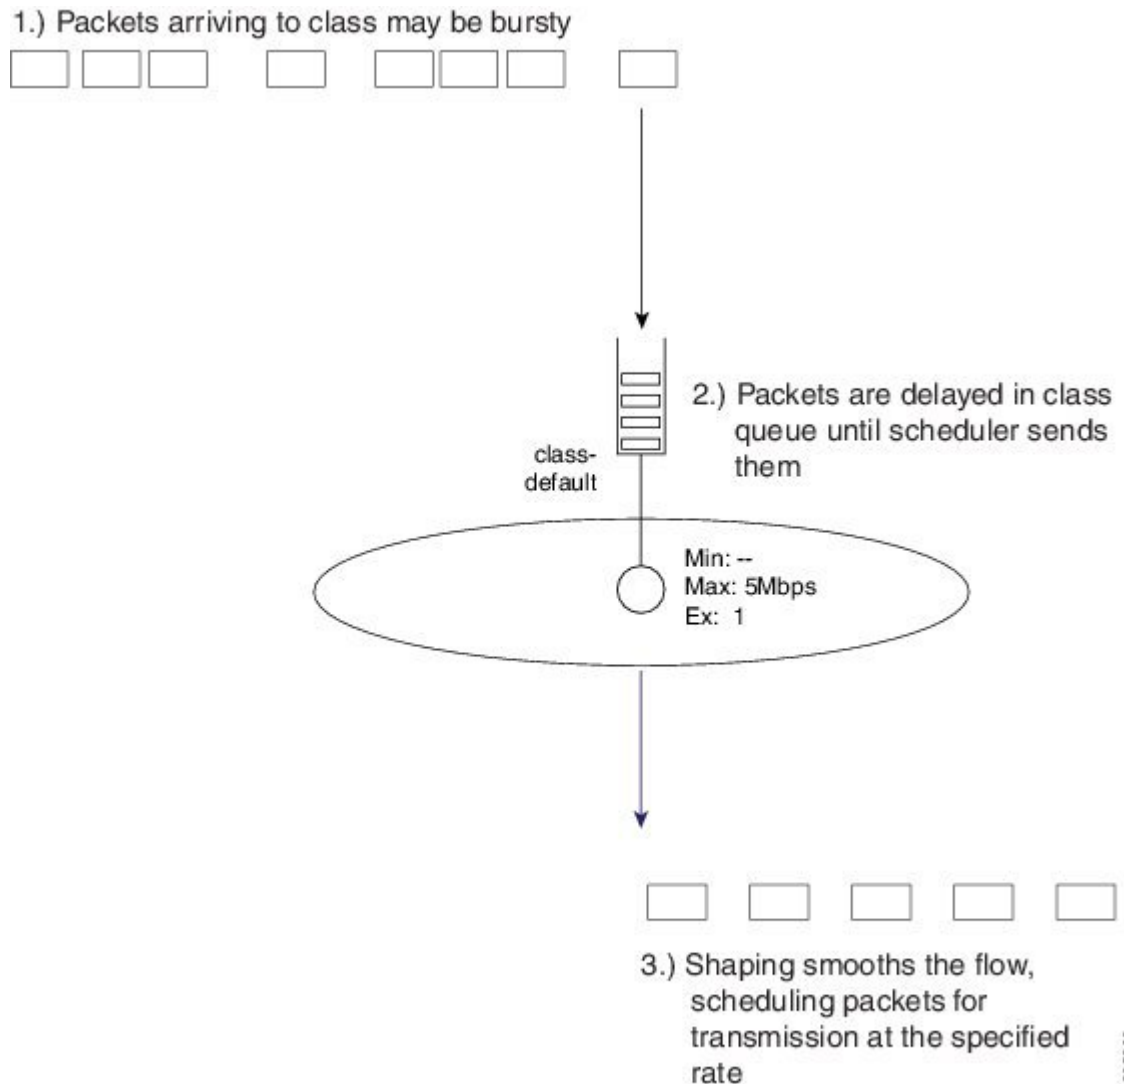 1.) Packets arriving to class may be bursty
2.) Packets are delayed in class
queue until scheduler sends
them
class-
default
Min: --
Max: 5Mbps
Ex: 1
3.) Shaping smooths the flow,
scheduling packets for
transmission at the specified
rate